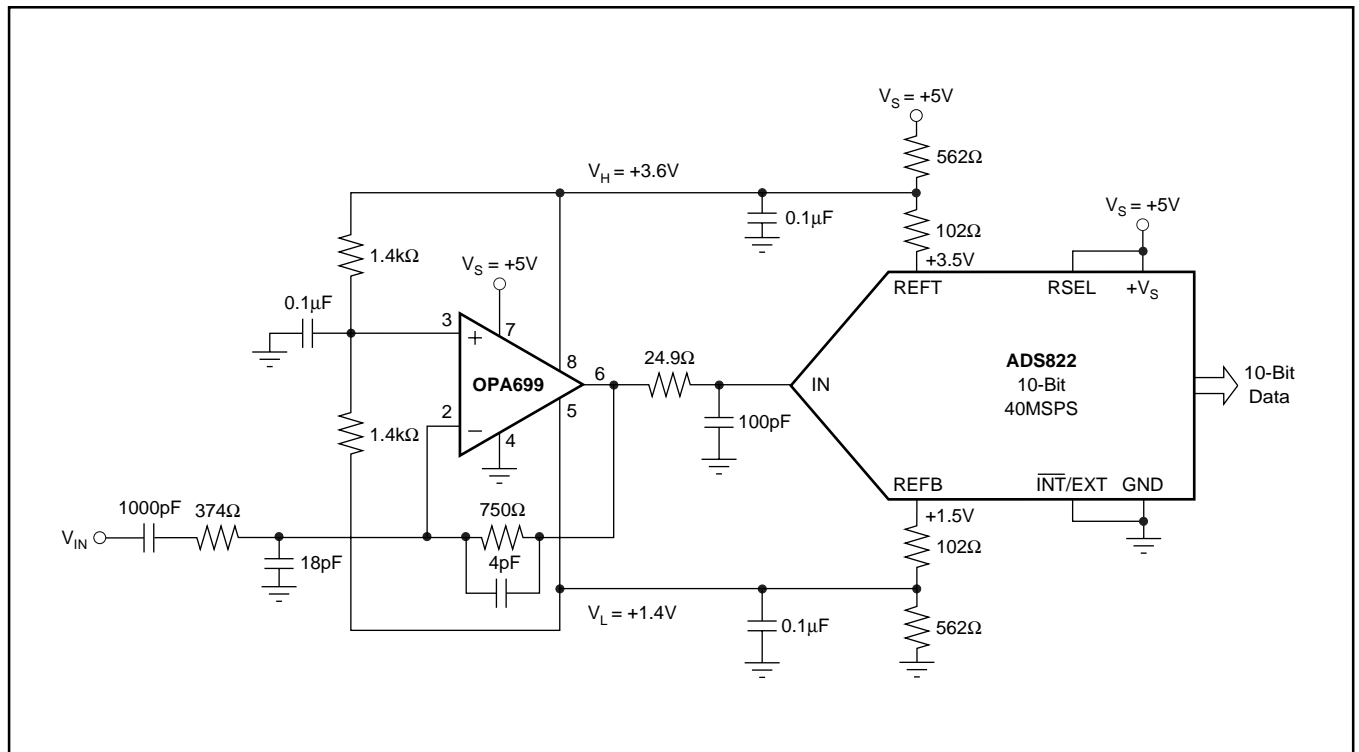 V_S = +5V
562Ω
V_H = +3.6V
0.1µF
102Ω
V_S = +5V
+3.5V
1.4kΩ
V_S = +5V
REFT
RSEL
+V_S
0.1µF
3
7
+
8
24.9Ω
ADS822
10-Bit
40MSPS
OPA699
6
IN
10-Bit
Data
2
5
−
4
1.4kΩ
100pF
REFB
INT/EXT
GND
1000pF
374Ω
750Ω
+1.5V
V_IN
102Ω
18pF
4pF
V_L = +1.4V
0.1µF
562Ω